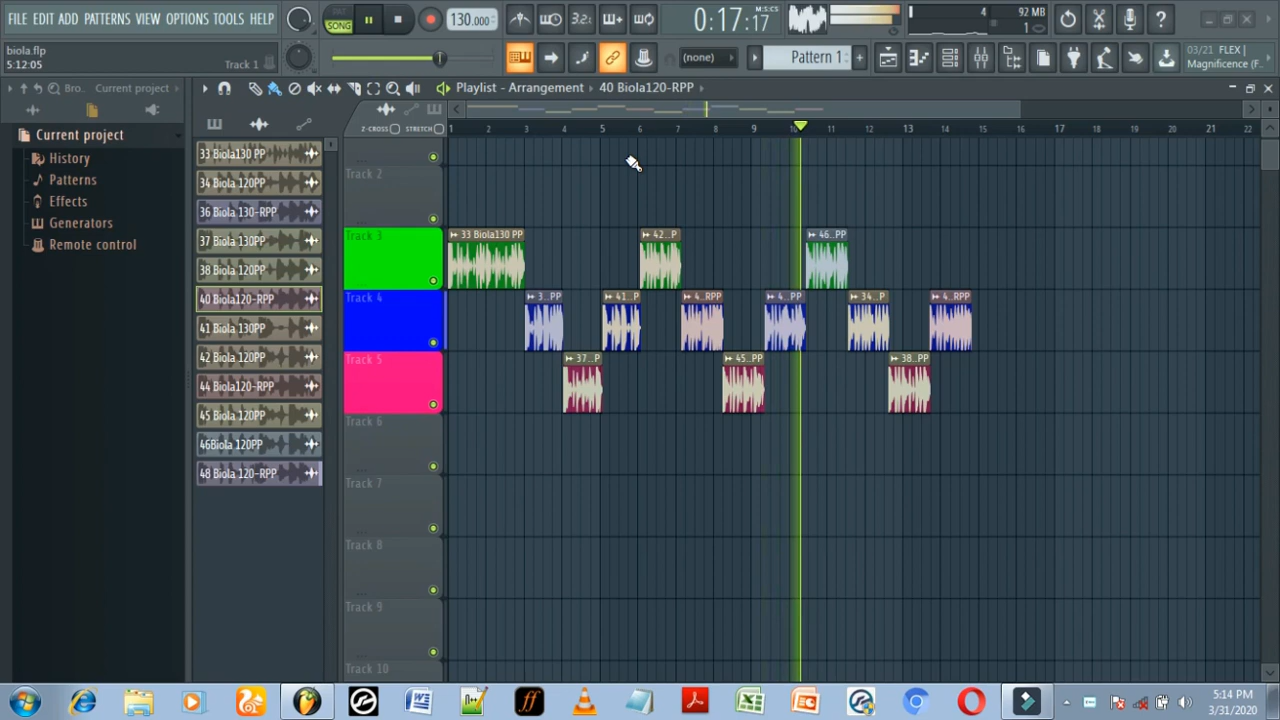 FILE EDIT ADD PATTERNS VIEW OPTIONS TOOLS HELP
PAT
SONG
130.000
3.2.
0:17:17
M:S:CS
4
92 MB
1
biola.flp
5:12:05
Track 1
(none)
Pattern 1
03/21 FLEX |
Magnificence (F..
Bro..
Current project
Playlist - Arrangement
40 Biola120-RPP
Current project
History
Patterns
Effects
Generators
Remote control
Z-CROSS
STRETCH
1 2 3 4 5 6 7 8 9 10 11 12 13 14 15 16 17 18 19 20 21 22
33 Biola130 PP
34 Biola 120PP
36 Biola 130-RPP
37 Biola 130PP
38 Biola 120PP
40 Biola120-RPP
41 Biola 130PP
42 Biola 120PP
44 Biola120-RPP
45 Biola 120PP
46Biola 120PP
48 Biola 120-RPP
Track 2
Track 3
33 Biola130 PP
42..P
46..PP
Track 4
3..PP
41..P
4..RPP
4..PP
34..P
4..RPP
Track 5
37..P
45..PP
38..PP
Track 6
Track 7
Track 8
Track 9
Track 10
5:14 PM
3/31/2020